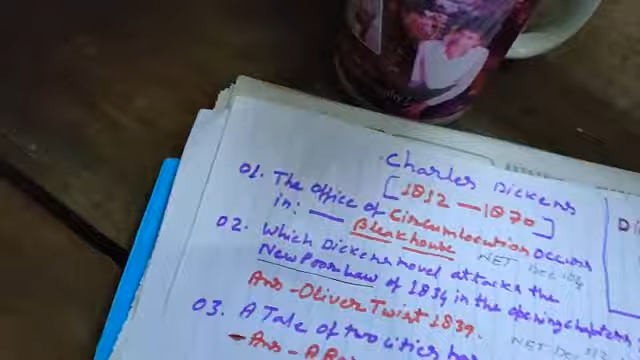 Charles Dickens
[1812 - 1870]
01. The office of Circumlocution occurs
in: — Bleak house NET
02. Which Dickens novel attacks the
New Poor Law of 1834 in the opening chapters
Ans - Oliver Twist 1839.
03. A Tale of two cities has
- Ans - A